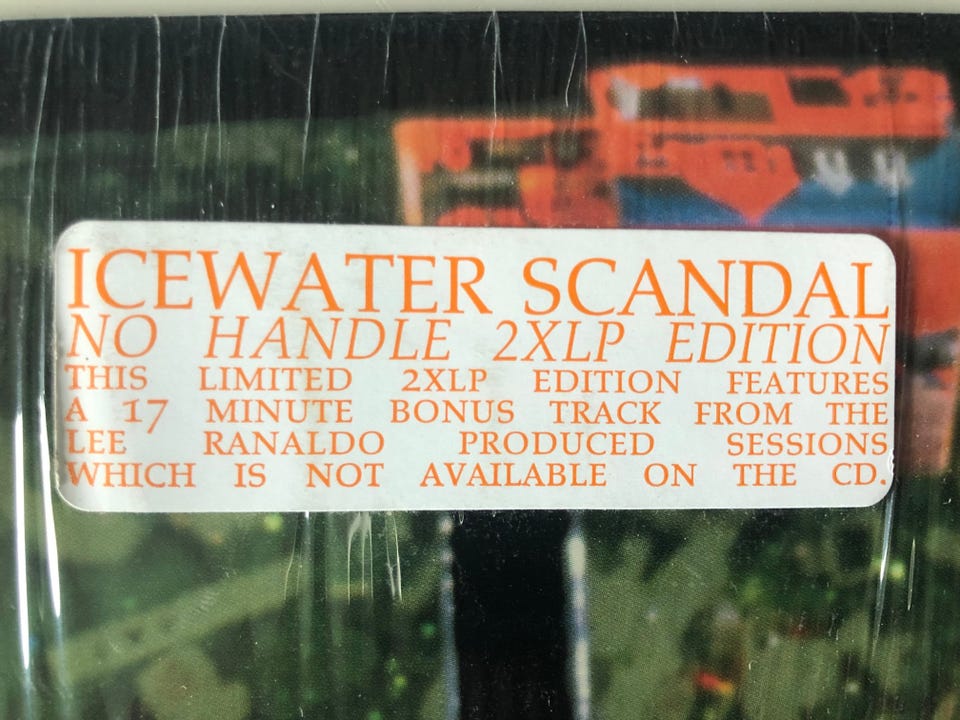 ICEWATER SCANDAL
NO HANDLE 2XLP EDITION
THIS LIMITED 2XLP EDITION FEATURES
A 17 MINUTE BONUS TRACK FROM THE
LEE RANALDO PRODUCED SESSIONS
WHICH IS NOT AVAILABLE ON THE CD.